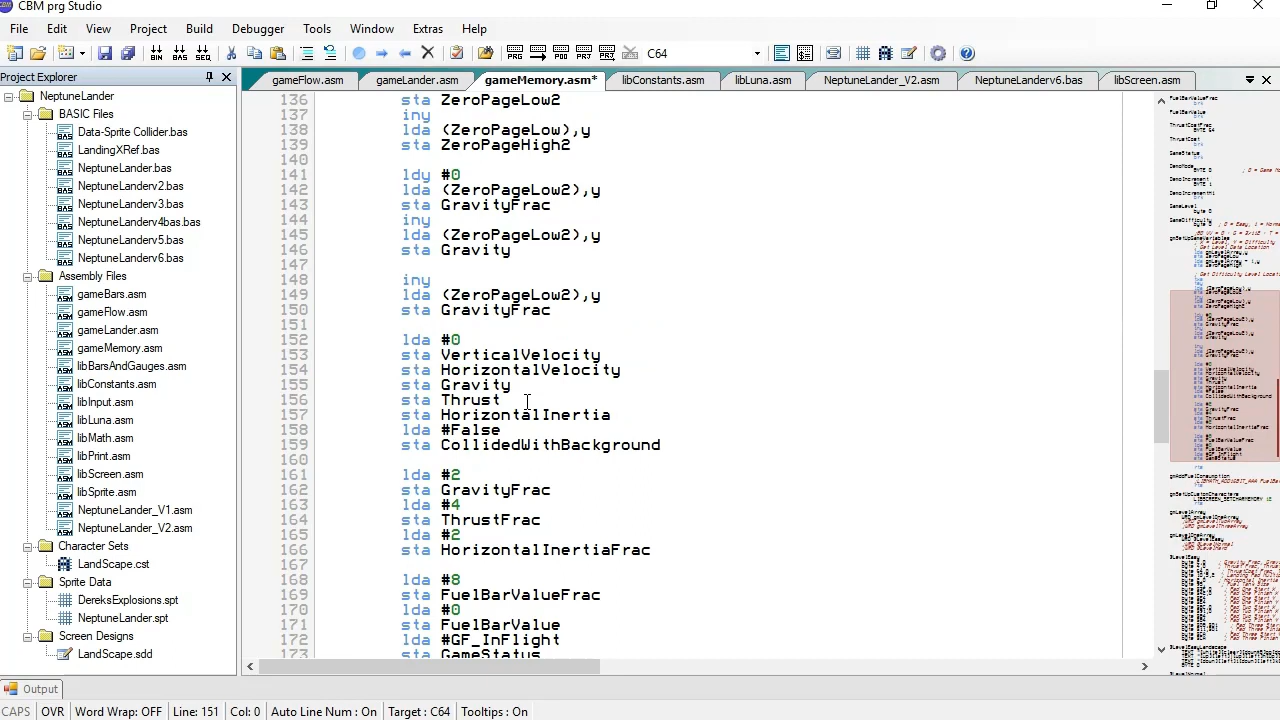 CBM prg Studio
File Edit View Project Build Debugger Tools Window Extras Help
C64
Project Explorer
gameFlow.asm gameLander.asm gameMemory.asm* libConstants.asm libLuna.asm NeptuneLander_V2.asm NeptuneLanderv6.bas libScreen.asm
NeptuneLander
BASIC Files
Data-Sprite Collider.bas
LandingXRef.bas
NeptuneLander.bas
NeptuneLanderv2.bas
NeptuneLanderv3.bas
NeptuneLanderv4bas.bas
NeptuneLanderv5.bas
NeptuneLanderv6.bas
Assembly Files
gameBars.asm
gameFlow.asm
gameLander.asm
gameMemory.asm
libBarsAndGauges.asm
libConstants.asm
libInput.asm
libLuna.asm
libMath.asm
libPrint.asm
libScreen.asm
libSprite.asm
NeptuneLander_V1.asm
NeptuneLander_V2.asm
Character Sets
LandScape.cst
Sprite Data
DereksExplosions.spt
NeptuneLander.spt
Screen Designs
LandScape.sdd
136 sta ZeroPageLow2
137 iny
138 lda (ZeroPageLow),y
139 sta ZeroPageHigh2
140
141 ldy #0
142 lda (ZeroPageLow2),y
143 sta GravityFrac
144 iny
145 lda (ZeroPageLow2),y
146 sta Gravity
147
148 iny
149 lda (ZeroPageLow2),y
150 sta GravityFrac
151
152 lda #0
153 sta VerticalVelocity
154 sta HorizontalVelocity
155 sta Gravity
156 sta Thrust
157 sta HorizontalInertia
158 lda #False
159 sta CollidedWithBackground
160
161 lda #2
162 sta GravityFrac
163 lda #4
164 sta ThrustFrac
165 lda #2
166 sta HorizontalInertiaFrac
167
168 lda #8
169 sta FuelBarValueFrac
170 lda #0
171 sta FuelBarValue
172 lda #GF_InFlight
173 sta GameStatus
Output
CAPS OVR Word Wrap: OFF Line: 151 Col: 0 Auto Line Num : On Target : C64 Tooltips : On